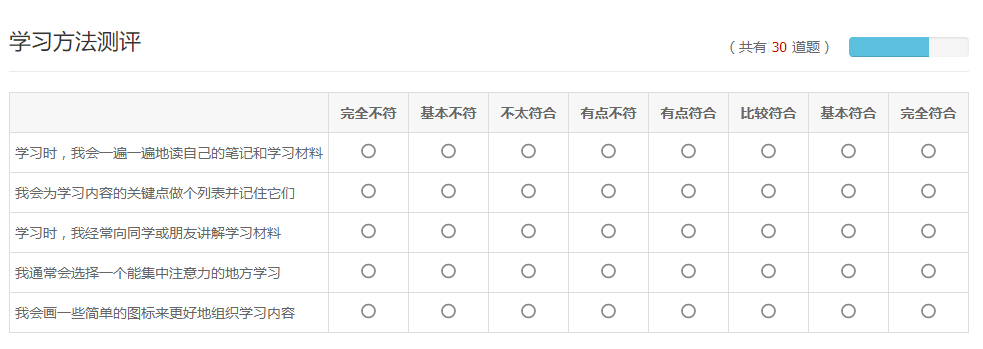 学习方法测评
( 共有 30 道题 )
完全不符 基本不符 不太符合 有点不符 有点符合 比较符合 基本符合 完全符合
学习时，我会一遍一遍地读自己的笔记和学习材料
我会为学习内容的关键点做个列表并记住它们
学习时，我经常向同学或朋友讲解学习材料
我通常会选择一个能集中注意力的地方学习
我会画一些简单的图标来更好地组织学习内容